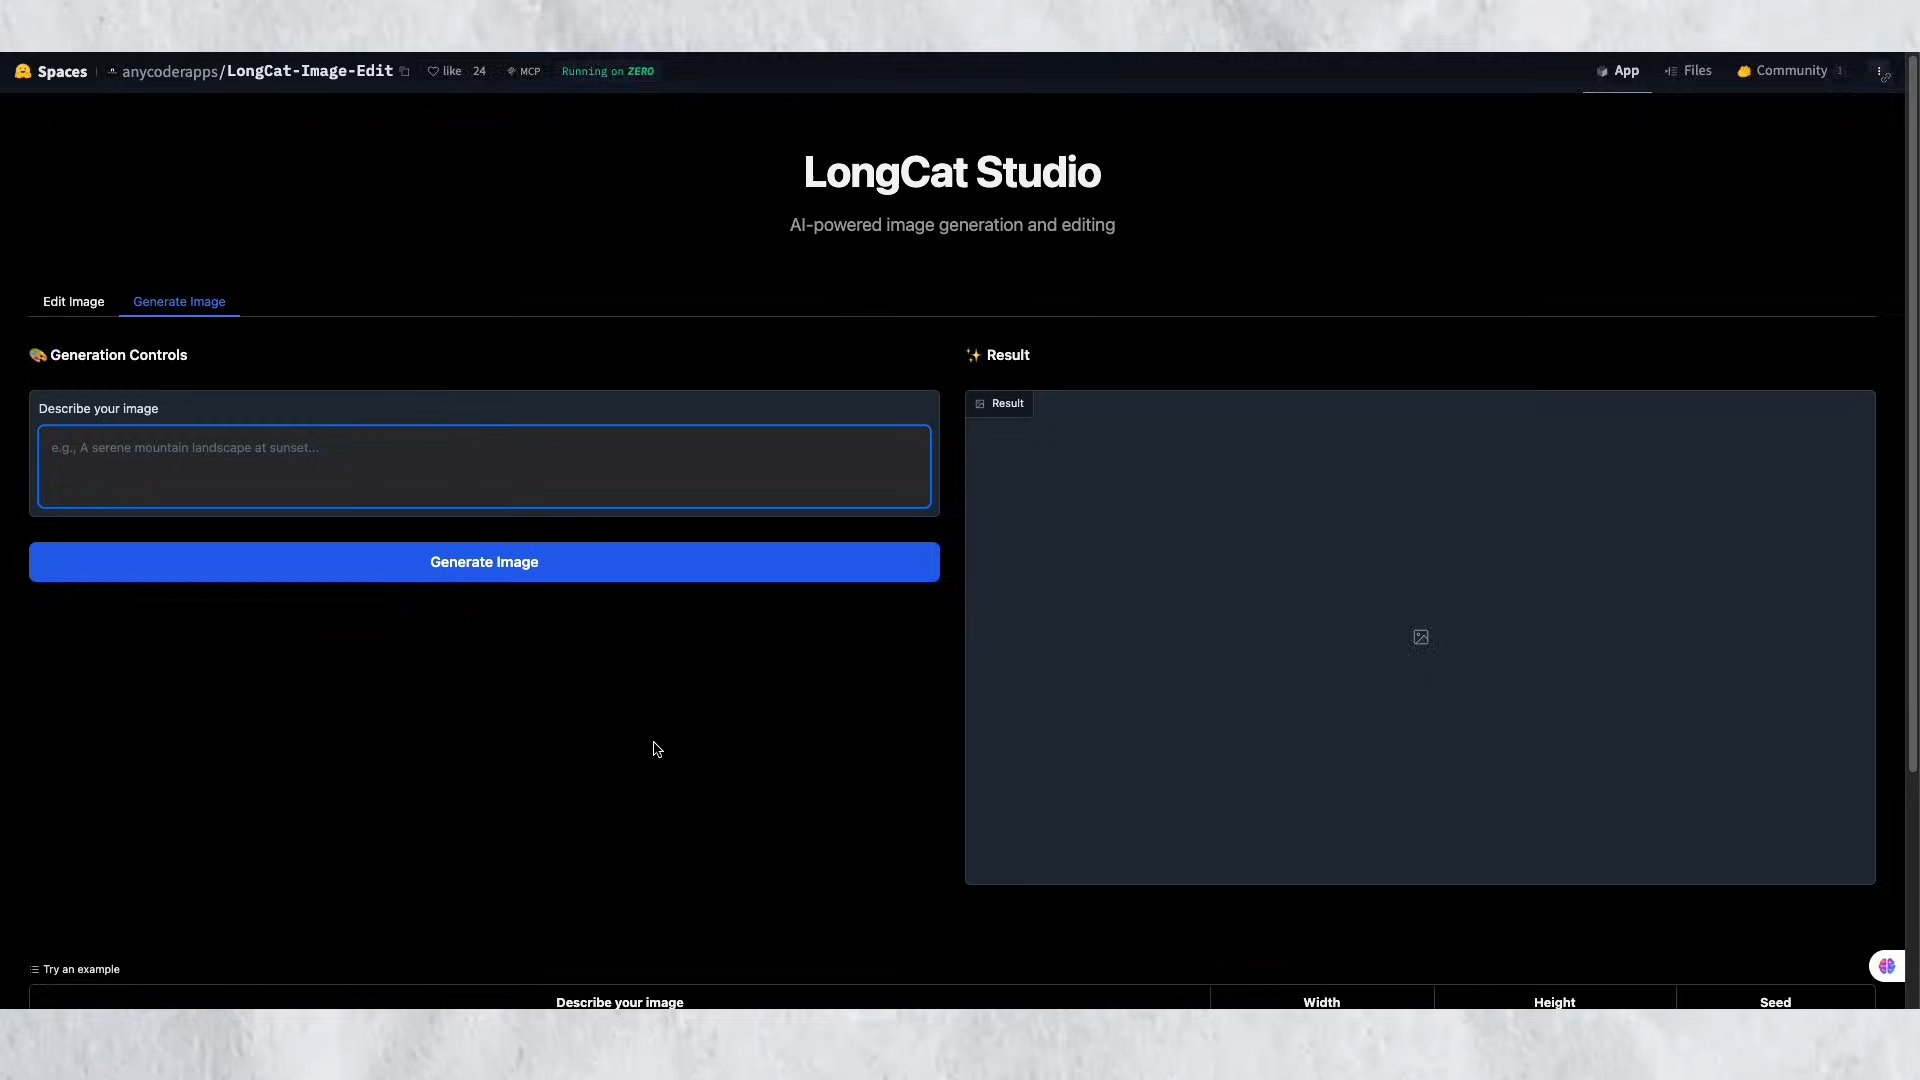 Spaces anycoderapps/LongCat-Image-Edit like 24 MCP Running on ZERO App Files Community 1
LongCat Studio
AI-powered image generation and editing
Edit Image Generate Image
Generation Controls
Result
Describe your image
Result
e.g., A serene mountain landscape at sunset...
Generate Image
Try an example
Describe your image Width Height Seed